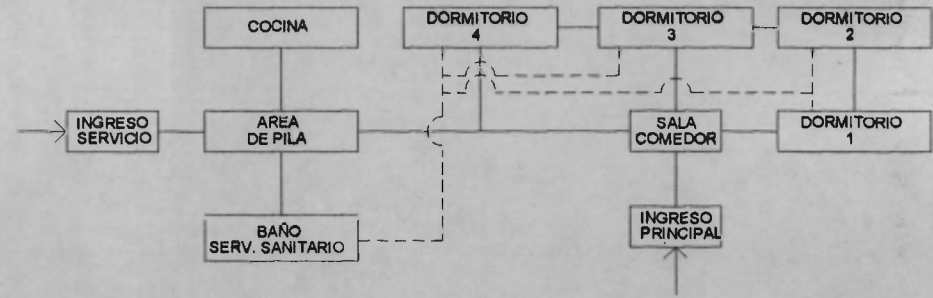 COCINA
DORMITORIO
4
DORMITORIO
3
DORMITORIO
2
INGRESO
SERVICIO
AREA
DE PILA
SALA
COMEDOR
DORMITORIO
1
BAÑO
SERV. SANITARIO
INGRESO
PRINCIPAL